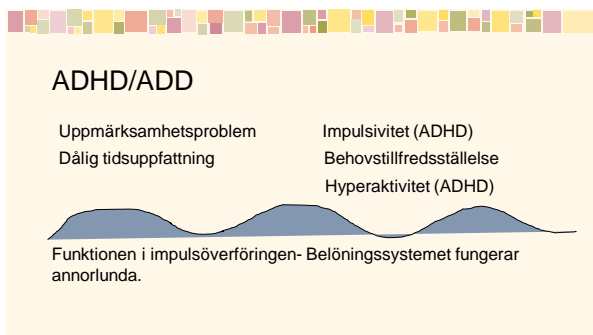 ADHD/ADD
Uppmärksamhetsproblem
Dålig tidsuppfattning
Impulsivitet (ADHD)
Behovstillfredsställelse
Hyperaktivitet (ADHD)
Funktionen i impulsöverföringen- Belöningssystemet fungerar
annorlunda.